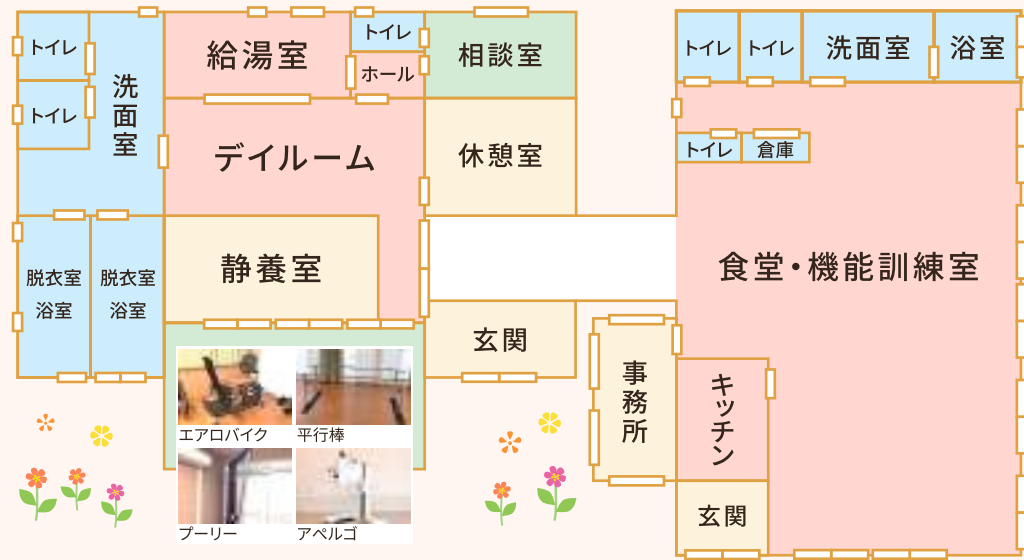 トイレ
トイレ
洗面室
給湯室
トイレ
ホール
相談室
デイルーム
休憩室
静養室
脱衣室
浴室
脱衣室
浴室
玄関
エアロバイク
平行棒
プーリー
アペルゴ
トイレ
トイレ
洗面室
浴室
トイレ
倉庫
食堂・機能訓練室
事務所
キッチン
玄関